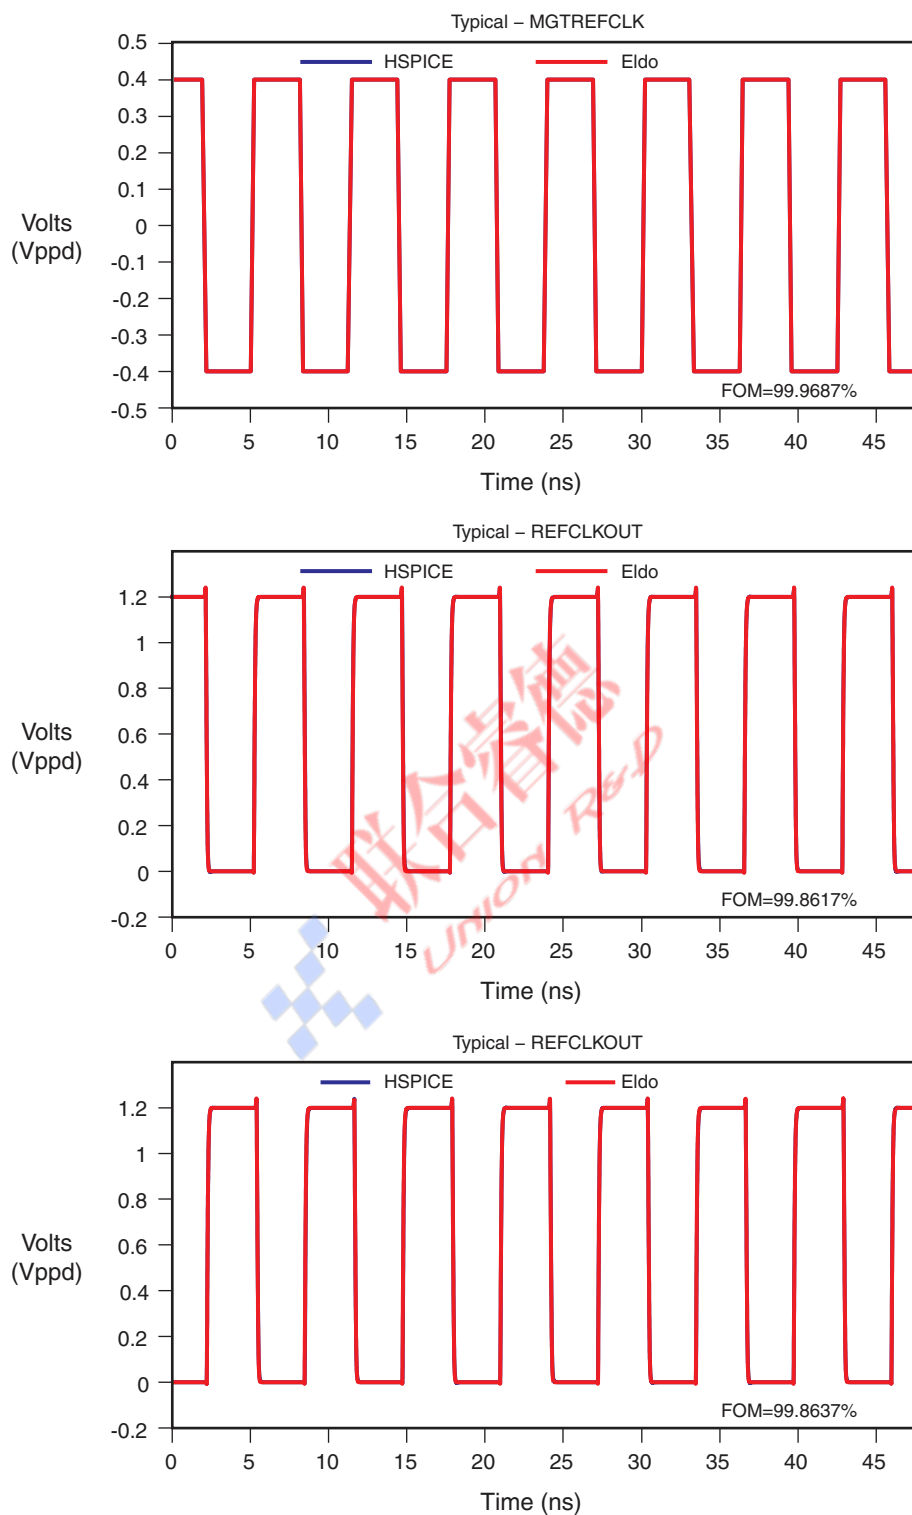 Typical – MGTREFCLK
HSPICE
Eldo
0.5
0.4
0.3
0.2
0.1
0
-0.1
-0.2
-0.3
-0.4
-0.5
Volts
(Vppd)
FOM=99.9687%
0 5 10 15 20 25 30 35 40 45
Time (ns)
Typical – REFCLKOUT
HSPICE
Eldo
1.2
1
0.8
0.6
0.4
0.2
0
-0.2
Volts
(Vppd)
联合睿德
Union R&D
FOM=99.8617%
0 5 10 15 20 25 30 35 40 45
Time (ns)
Typical – REFCLKOUT
HSPICE
Eldo
1.2
1
0.8
0.6
0.4
0.2
0
-0.2
Volts
(Vppd)
FOM=99.8637%
0 5 10 15 20 25 30 35 40 45
Time (ns)